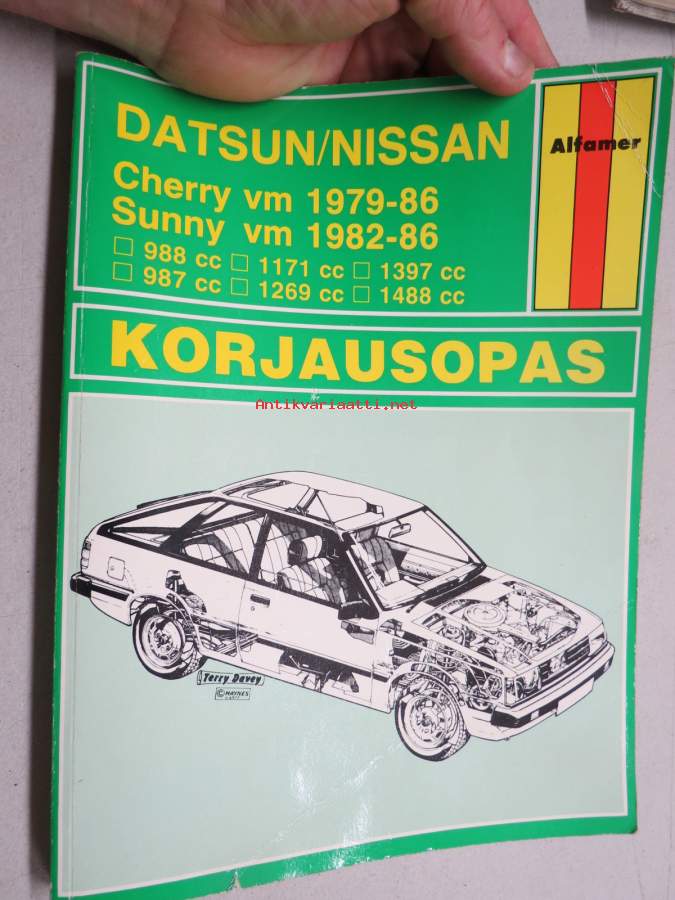 DATSUN/NISSAN
Alfamer
Cherry vm 1979-86
Sunny vm 1982-86
988 cc 1171 cc 1397 cc
987 cc 1269 cc 1488 cc
KORJAUSOPAS
Antikvariaatti.net
Terry Davey
© HAYNES